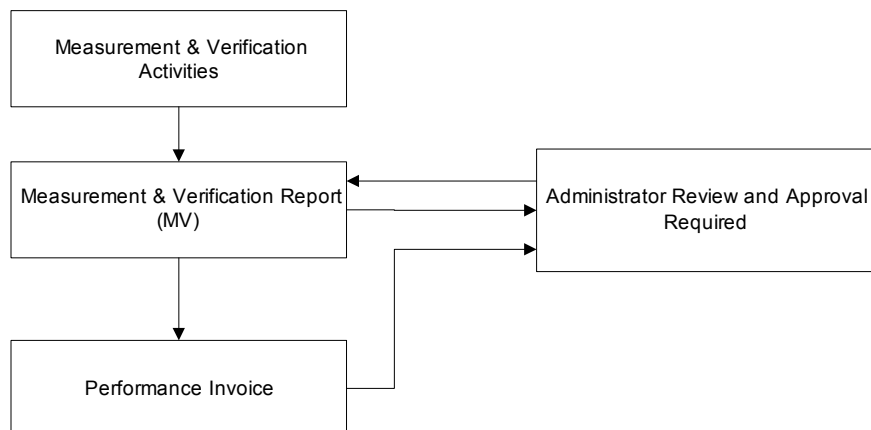 Measurement & Verification
Activities
Measurement & Verification Report
(MV)
Administrator Review and Approval
Required
Performance Invoice